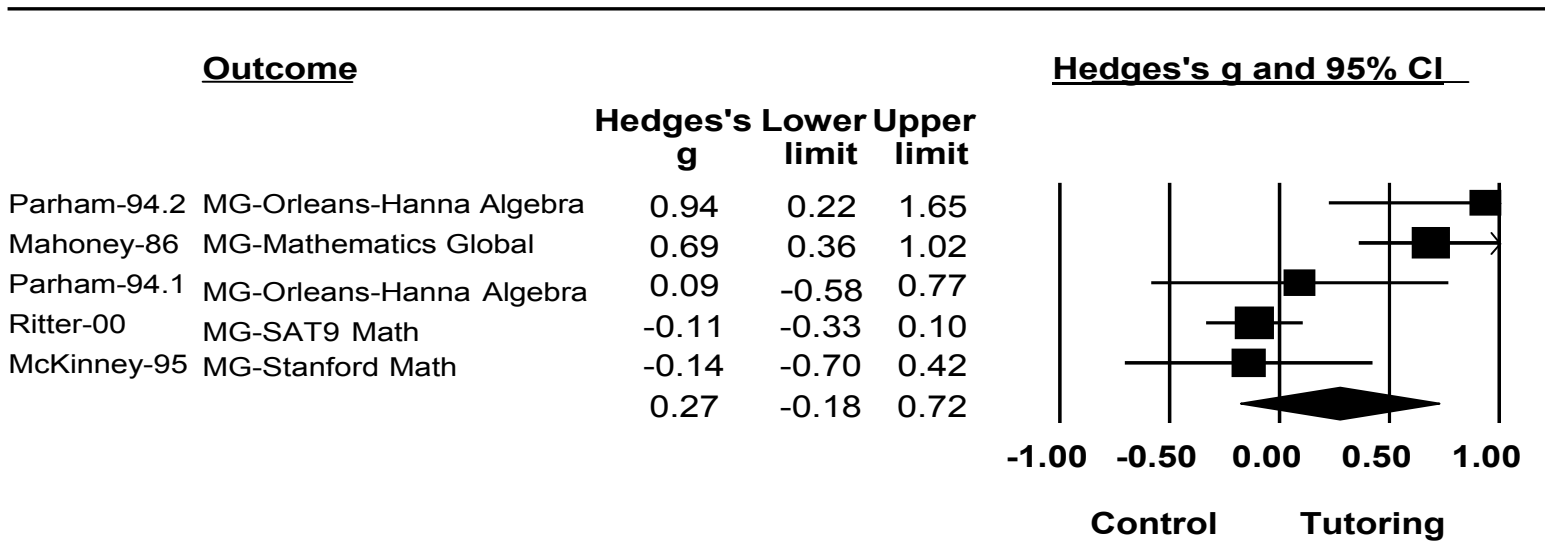 Outcome Hedges's g and 95% CI
Hedges's Lower Upper
g limit limit
Parham-94.2 MG-Orleans-Hanna Algebra 0.94 0.22 1.65
Mahoney-86 MG-Mathematics Global 0.69 0.36 1.02
Parham-94.1 MG-Orleans-Hanna Algebra 0.09 -0.58 0.77
Ritter-00 MG-SAT9 Math -0.11 -0.33 0.10
McKinney-95 MG-Stanford Math -0.14 -0.70 0.42
0.27 -0.18 0.72
-1.00 -0.50 0.00 0.50 1.00
Control Tutoring